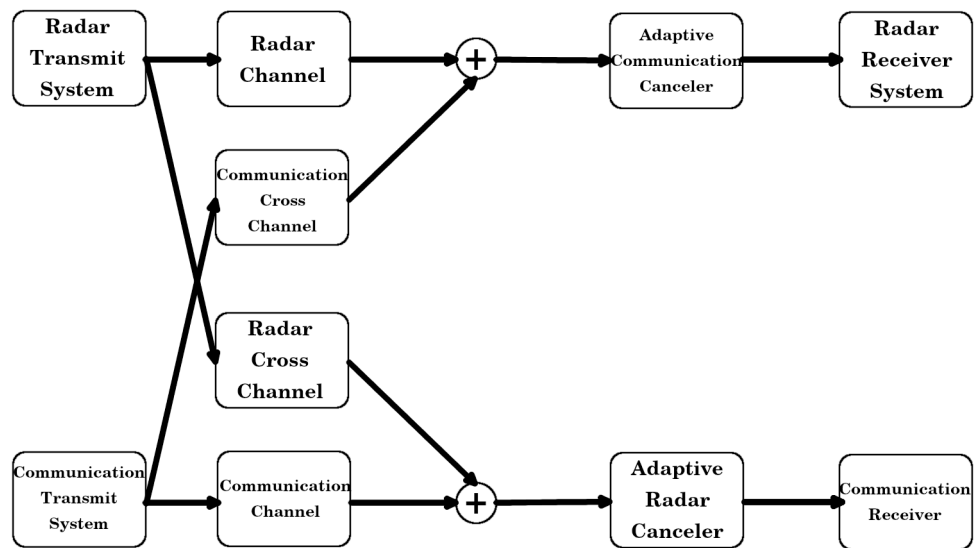 Radar
Transmit
System
Radar
Channel
+
Adaptive
Communication
Canceler
Radar
Receiver
System
Communication
Cross
Channel
Radar
Cross
Channel
Communication
Transmit
System
Communication
Channel
+
Adaptive
Radar
Canceler
Communication
Receiver